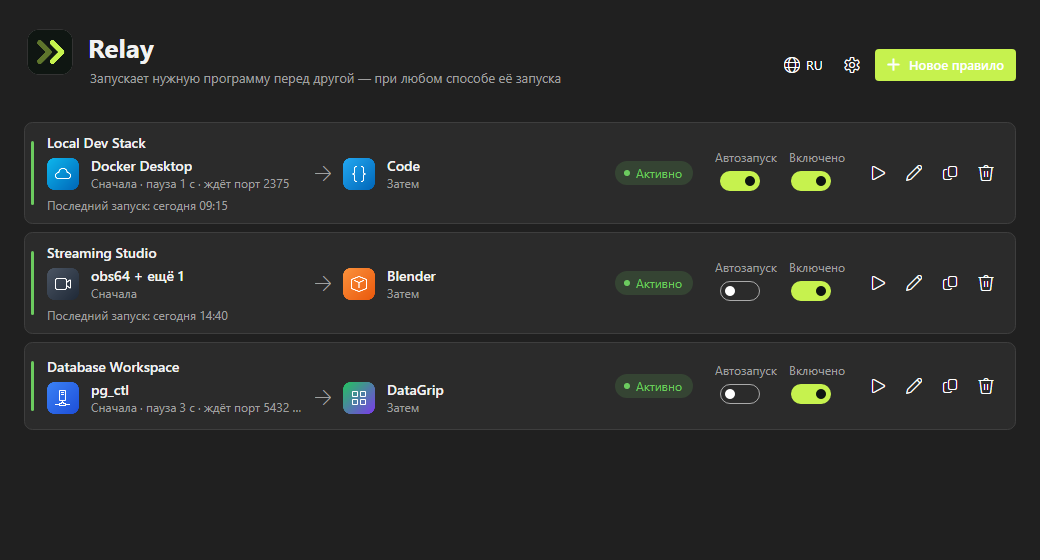 Relay
Запускает нужную программу перед другой — при любом способе её запуска
RU
Новое правило
Local Dev Stack
Docker Desktop
Сначала · пауза 1 с · ждёт порт 2375
Code
Затем
Активно
Автозапуск
Включено
Последний запуск: сегодня 09:15
Streaming Studio
obs64 + ещё 1
Сначала
Blender
Затем
Активно
Автозапуск
Включено
Последний запуск: сегодня 14:40
Database Workspace
pg_ctl
Сначала · пауза 3 с · ждёт порт 5432 ...
DataGrip
Затем
Активно
Автозапуск
Включено